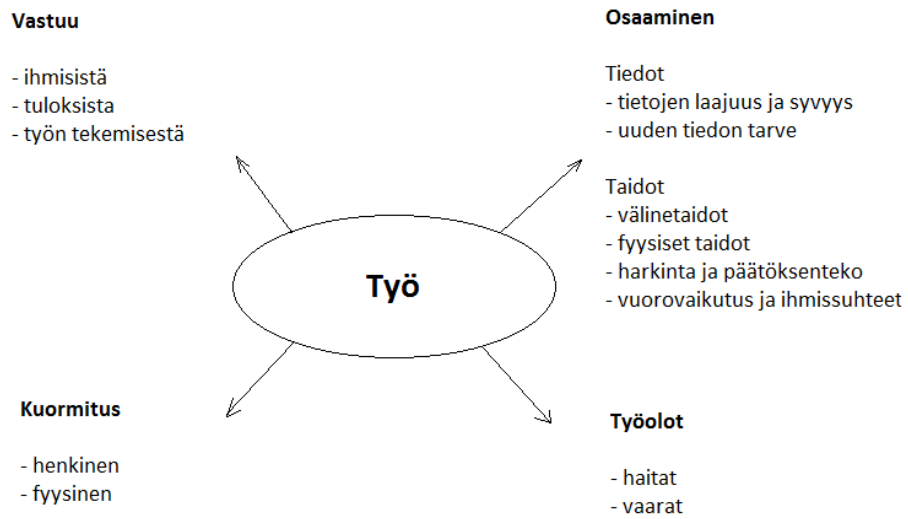 Vastuu
- ihmisistä
- tuloksista
- työn tekemisestä
Osaaminen
Tiedot
- tietojen laajuus ja syvyys
- uuden tiedon tarve
Taidot
- välinetaidot
- fyysiset taidot
- harkinta ja päätöksenteko
- vuorovaikutus ja ihmissuhteet
Työ
Kuormitus
- henkinen
- fyysinen
Työolot
- haitat
- vaarat